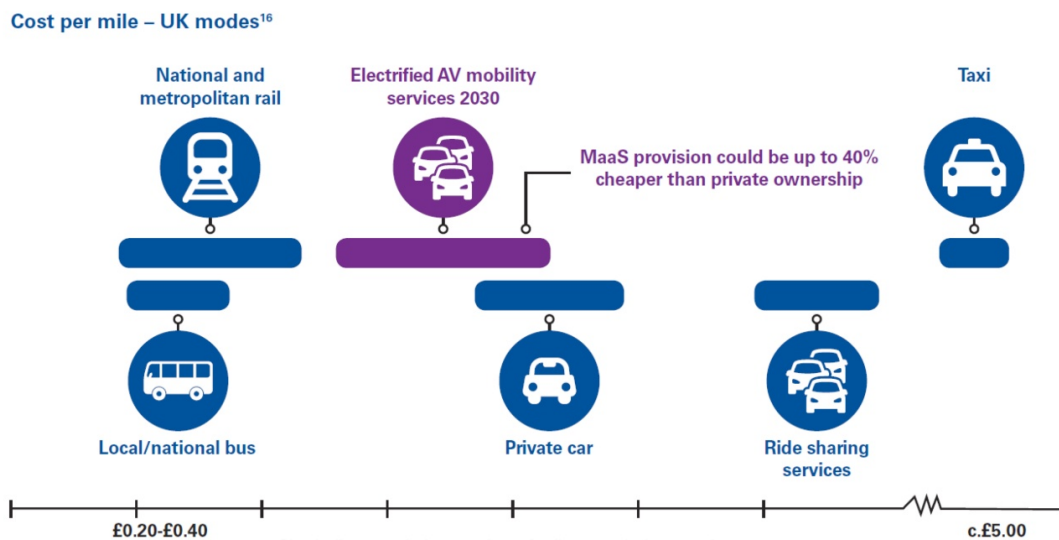 Cost per mile – UK modes¹⁶
National and
metropolitan rail
Electrified AV mobility
services 2030
Taxi
MaaS provision could be up to 40%
cheaper than private ownership
Local/national bus
Private car
Ride sharing
services
£0.20-£0.40
c.£5.00